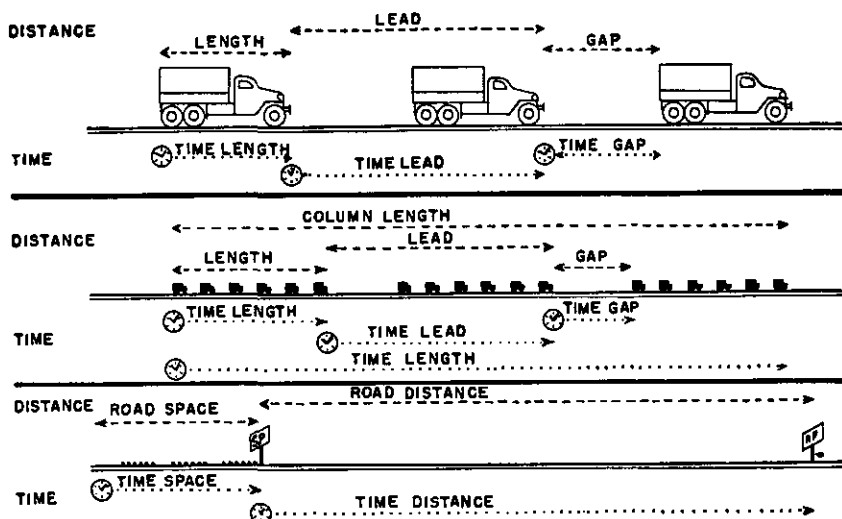 LEAD
DISTANCE LENGTH GAP
TIME TIME LENGTH TIME LEAD TIME GAP
COLUMN LENGTH
DISTANCE LEAD
LENGTH GAP
TIME LENGTH TIME GAP
TIME TIME LEAD
TIME LENGTH
DISTANCE ROAD SPACE ROAD DISTANCE
RP
TIME TIME SPACE TIME DISTANCE